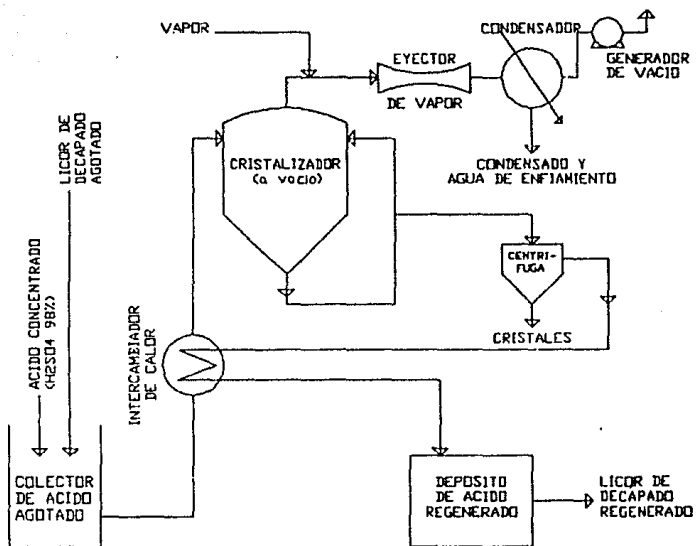 VAPOR
EYECTOR
DE VAPOR
CONDENSADOR
GENERADOR
DE VACIO
CONDENSADO Y
AGUA DE ENFIAMIENTO
CRISTALIZADOR
(a vacio)
LICOR DE
DECAPADO
AGOTADO
ACIDO CONCENTRADO
(H2SO4 98%)
CENTRI-
FUGA
CRISTALES
INTERCAMBIADOR
DE CALOR
COLECTOR
DE ACIDO
AGOTADO
DEPOSITO
DE ACIDO
REGENERADO
LICOR DE
DECAPADO
REGENERADO